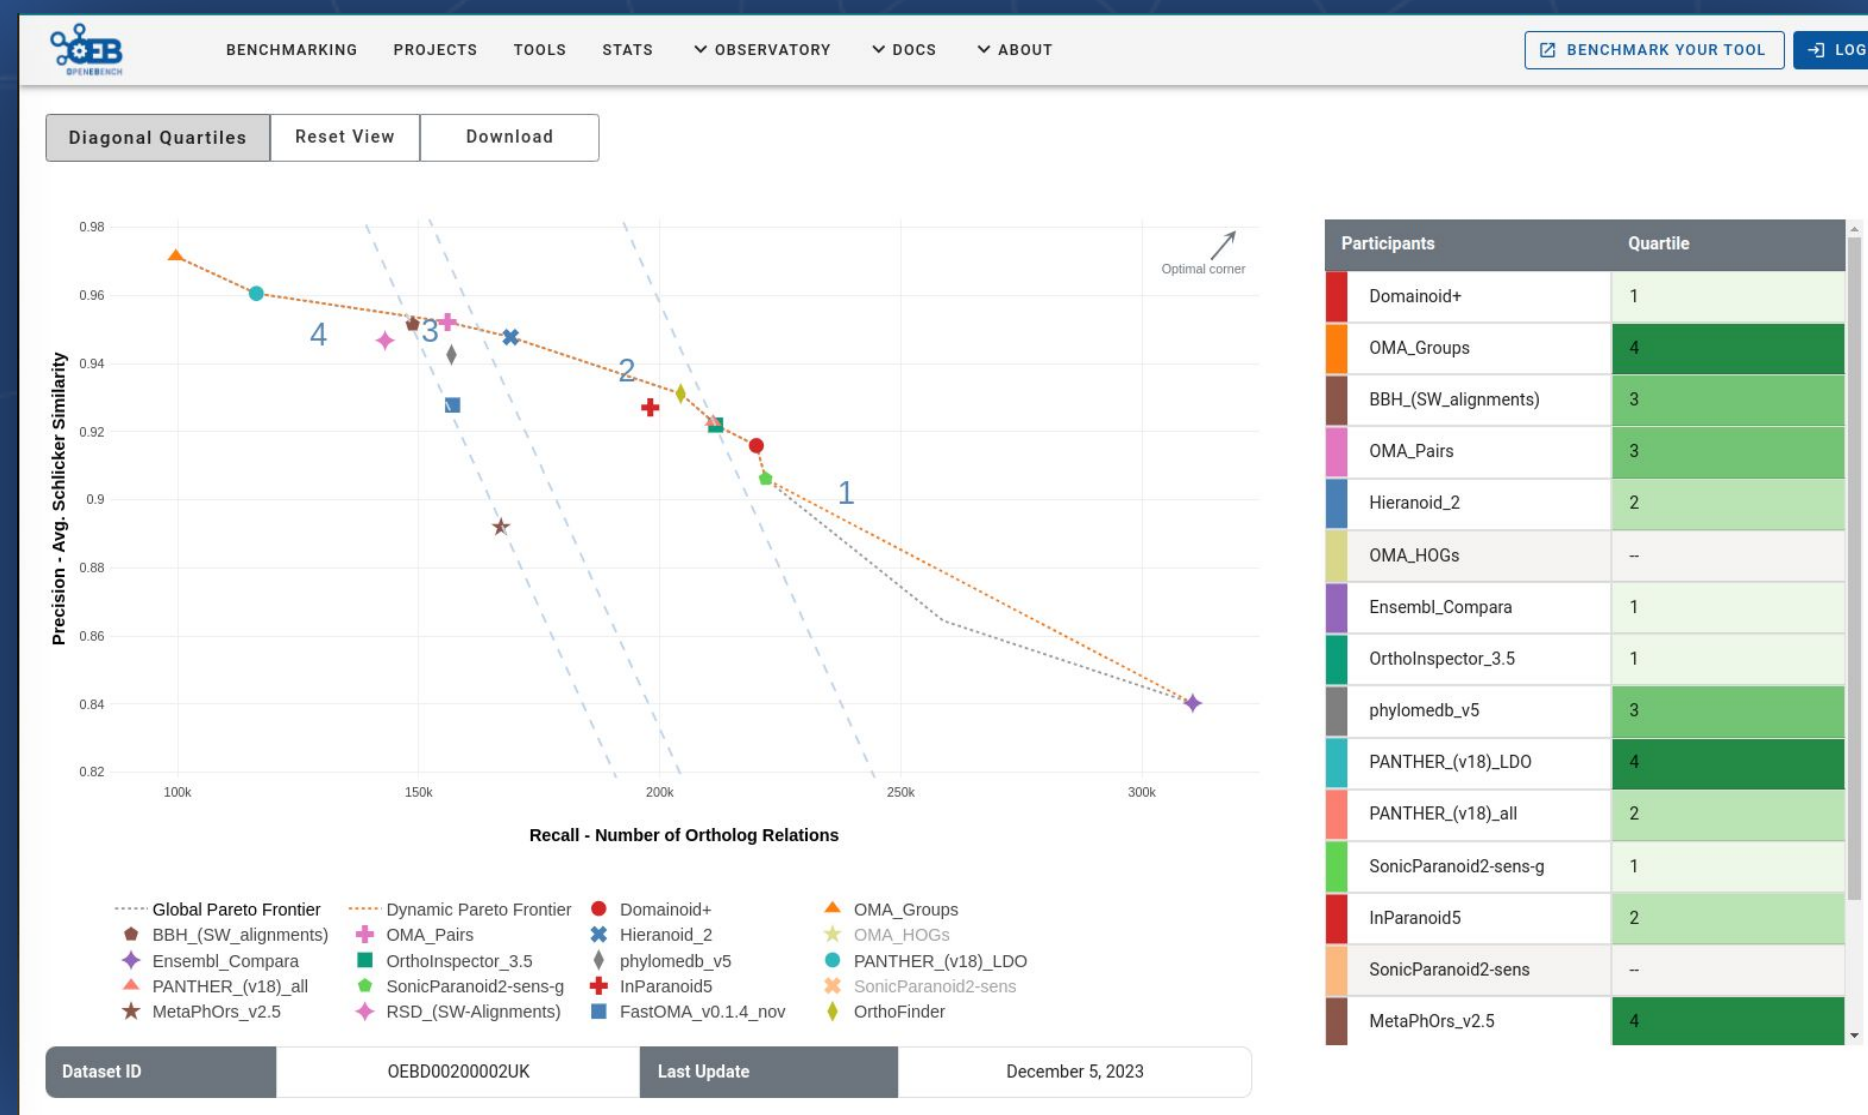 OEB
OPENEBENCH
BENCHMARKING PROJECTS TOOLS STATS OBSERVATORY DOCS ABOUT BENCHMARK YOUR TOOL LOG
Diagonal Quartiles Reset View Download
0.98
0.96
0.94
0.92
0.9
0.88
0.86
0.84
0.82
Precision - Avg. Schlicker Similarity
Optimal corner
4
3
2
1
100k 150k 200k 250k 300k
Recall - Number of Ortholog Relations
Global Pareto Frontier Dynamic Pareto Frontier Domainoid+ OMA_Groups
BBH_(SW_alignments) OMA_Pairs Hieranoid_2 OMA_HOGs
Ensembl_Compara OrthoInspector_3.5 phylomedb_v5 PANTHER_(v18)_LDO
PANTHER_(v18)_all SonicParanoid2-sens-g InParanoid5 SonicParanoid2-sens
MetaPhOrs_v2.5 RSD_(SW-Alignments) FastOMA_v0.1.4_nov OrthoFinder
Dataset ID OEBD00200002UK Last Update December 5, 2023
Participants Quartile
Domainoid+ 1
OMA_Groups 4
BBH_(SW_alignments) 3
OMA_Pairs 3
Hieranoid_2 2
OMA_HOGs --
Ensembl_Compara 1
OrthoInspector_3.5 1
phylomedb_v5 3
PANTHER_(v18)_LDO 4
PANTHER_(v18)_all 2
SonicParanoid2-sens-g 1
InParanoid5 2
SonicParanoid2-sens --
MetaPhOrs_v2.5 4